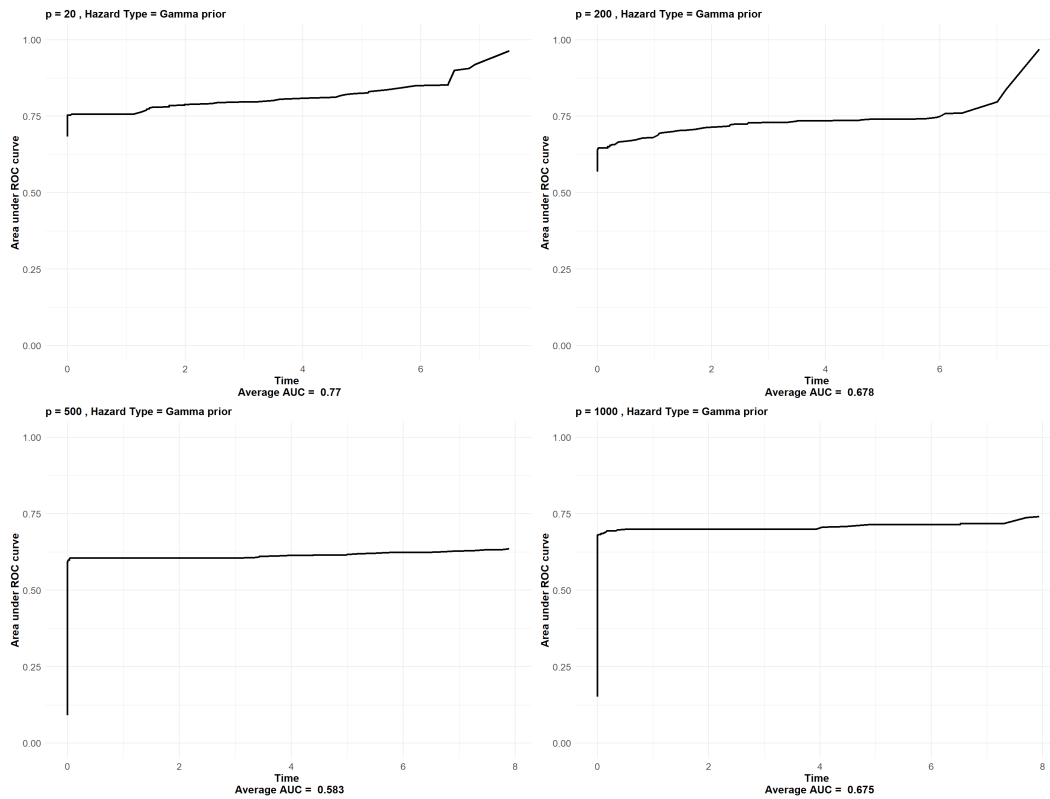 p = 20 , Hazard Type = Gamma prior
Area under ROC curve
1.00
0.75
0.50
0.25
0.00
0 2 4 6
Time
Average AUC = 0.77
p = 200 , Hazard Type = Gamma prior
Area under ROC curve
1.00
0.75
0.50
0.25
0.00
0 2 4 6
Time
Average AUC = 0.678
p = 500 , Hazard Type = Gamma prior
Area under ROC curve
1.00
0.75
0.50
0.25
0.00
0 2 4 6 8
Time
Average AUC = 0.583
p = 1000 , Hazard Type = Gamma prior
Area under ROC curve
1.00
0.75
0.50
0.25
0.00
0 2 4 6 8
Time
Average AUC = 0.675